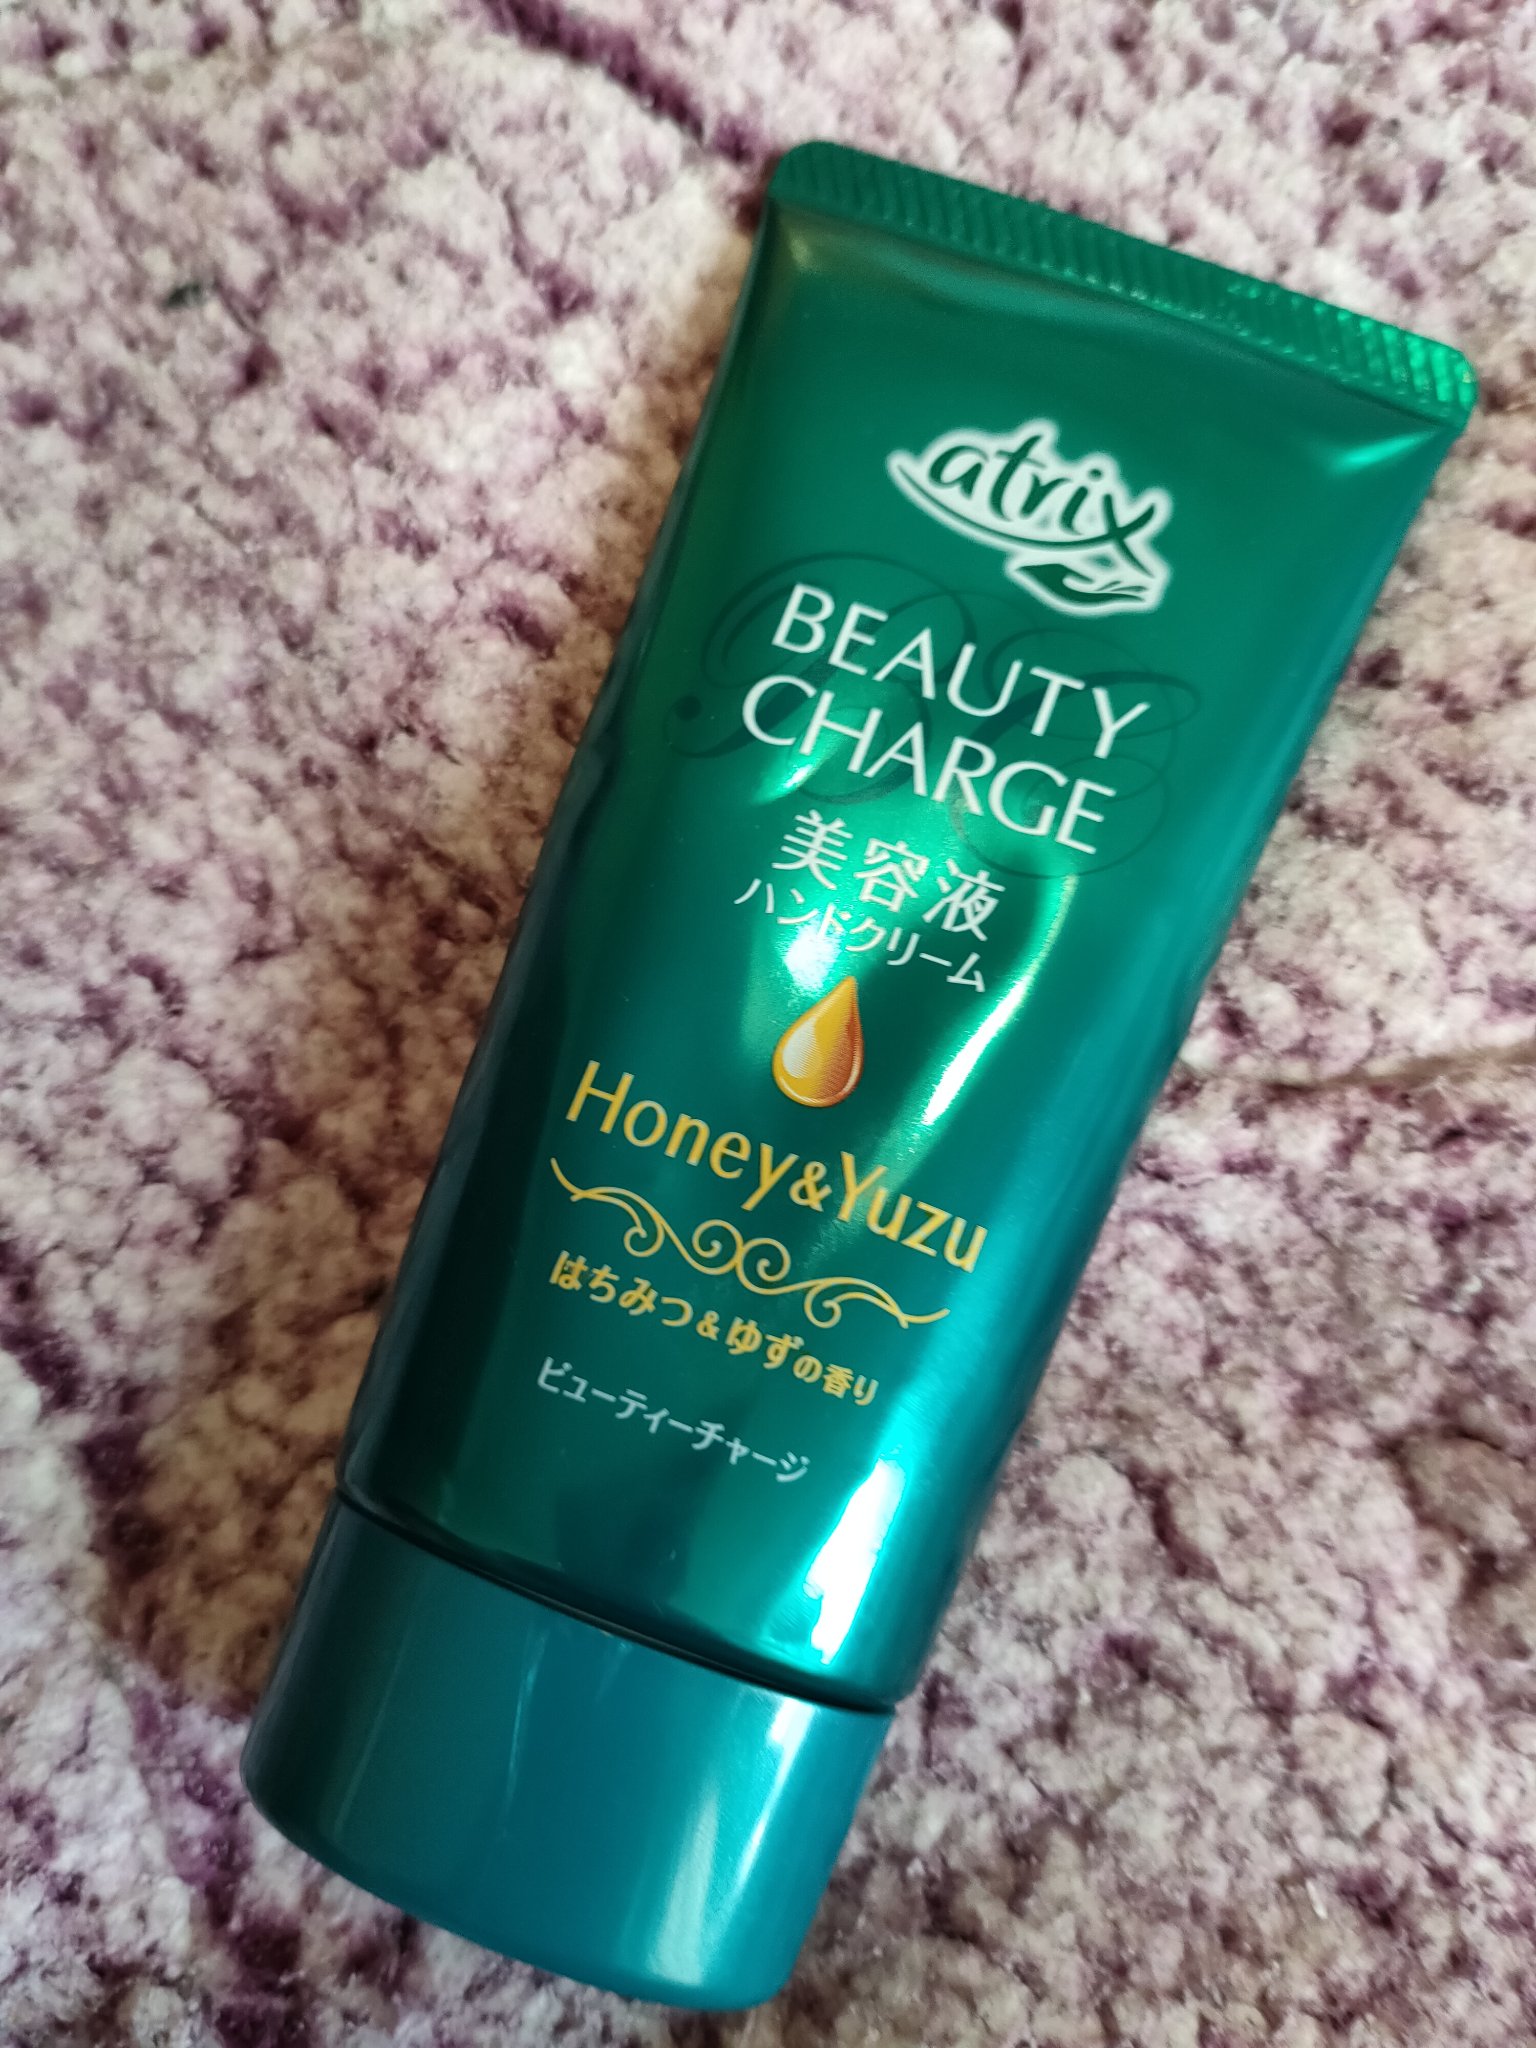 atrix
BEAUTY
CHARGE
美容液
ハンドクリーム
Honey&Yuzu
はちみつ&ゆずの香り
ビューティーチャージ